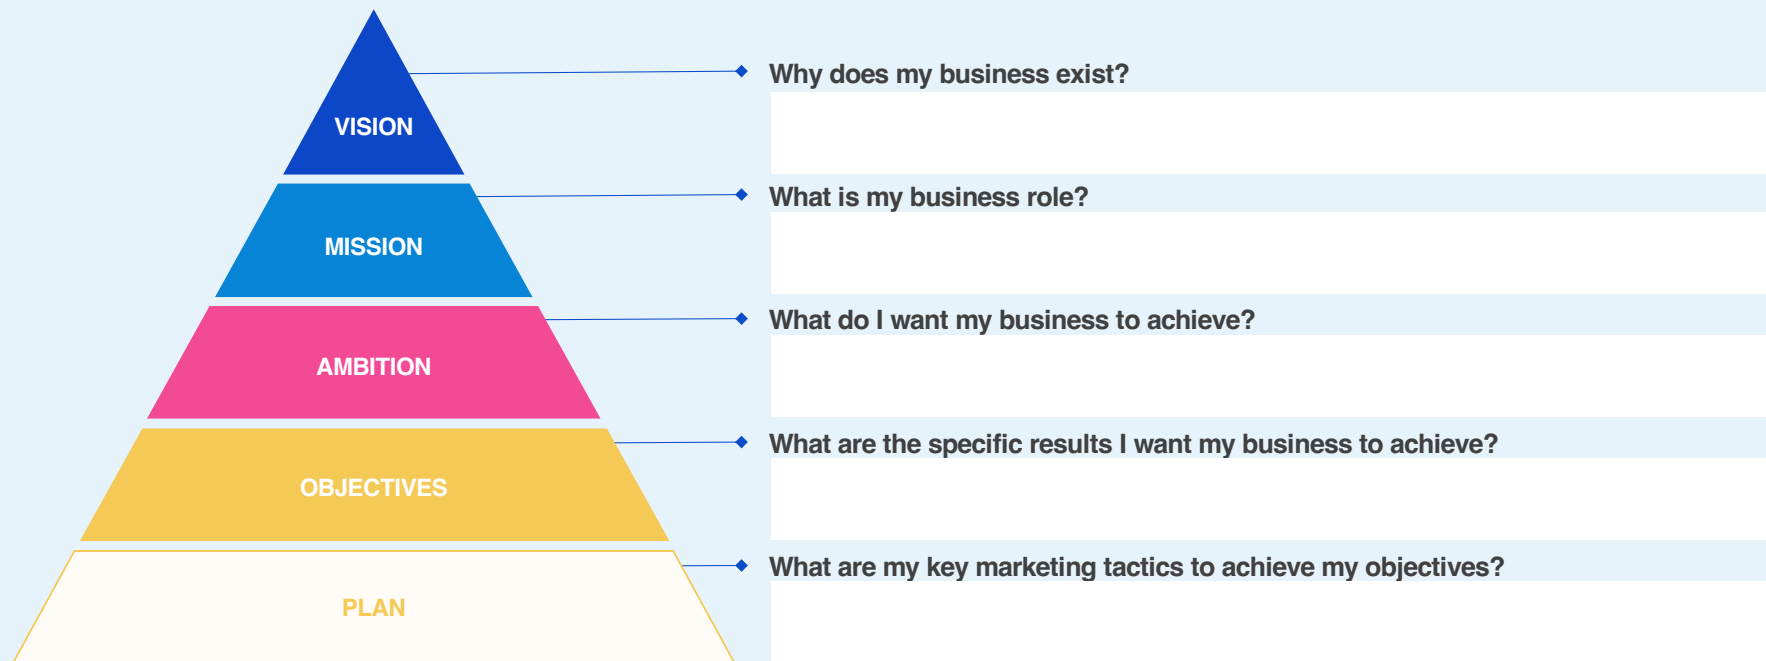 VISION
Why does my business exist?
MISSION
What is my business role?
AMBITION
What do I want my business to achieve?
OBJECTIVES
What are the specific results I want my business to achieve?
PLAN
What are my key marketing tactics to achieve my objectives?